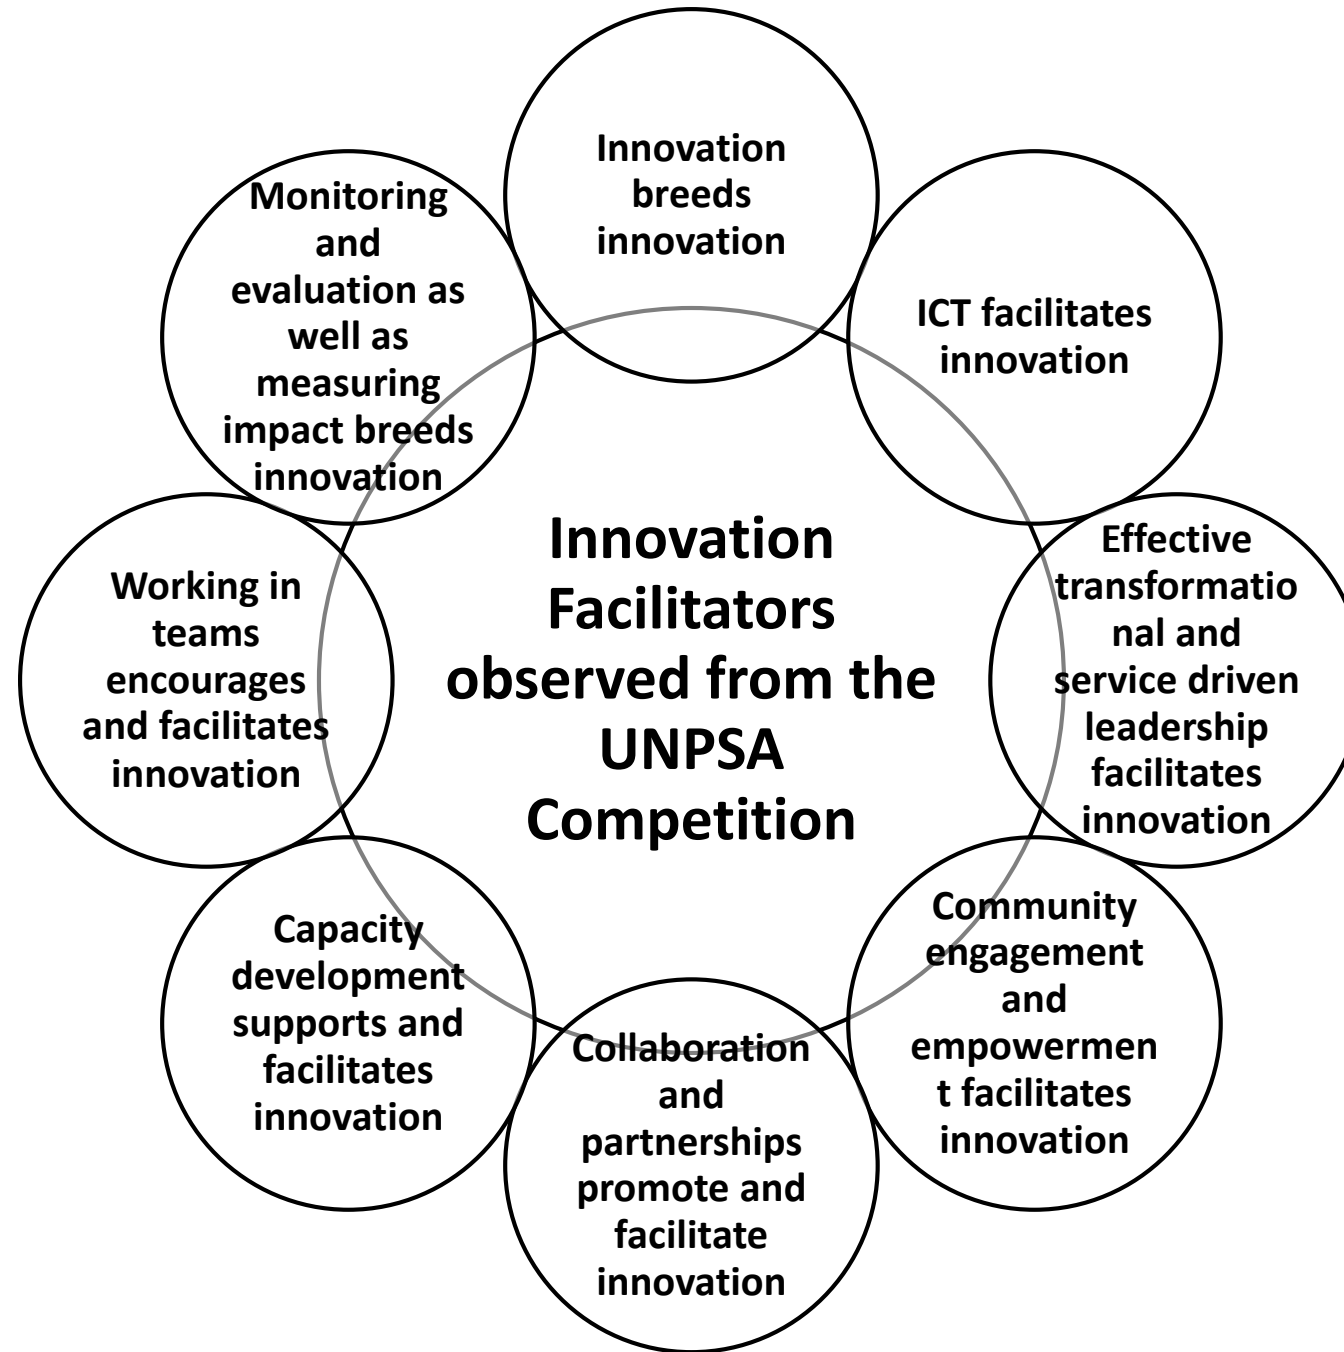 Innovation
breeds
innovation
ICT facilitates
innovation
Effective
transformatio
nal and
service driven
leadership
facilitates
innovation
Community
engagement
and
empowermen
t facilitates
innovation
Collaboration
and
partnerships
promote and
facilitate
innovation
Capacity
development
supports and
facilitates
innovation
Working in
teams
encourages
and facilitates
innovation
Monitoring
and
evaluation as
well as
measuring
impact breeds
innovation
Innovation
Facilitators
observed from the
UNPSA
Competition